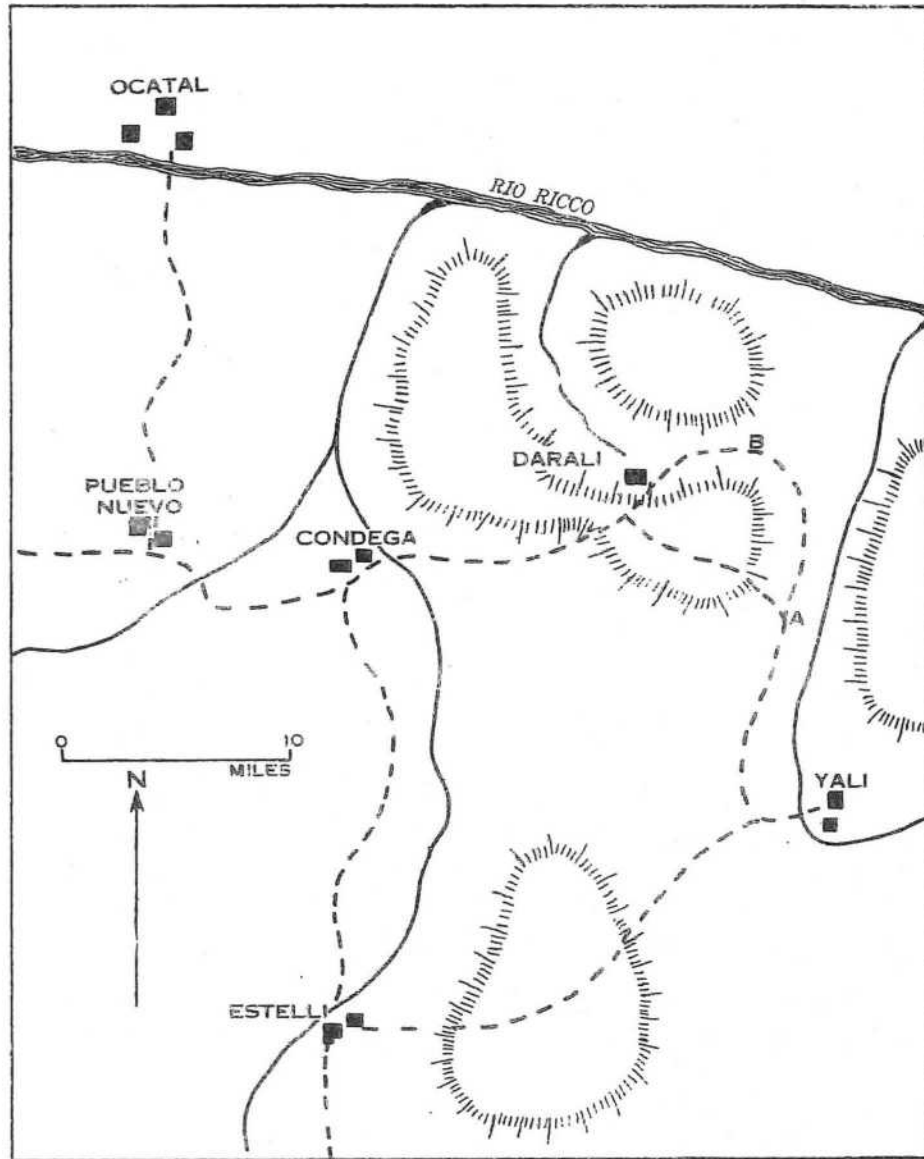 OCATAL
RIO RICCO
DARALI
B
PUEBLO
NUEVO
CONDEGA
A
0 10
MILES
N
YALI
ESTELLI